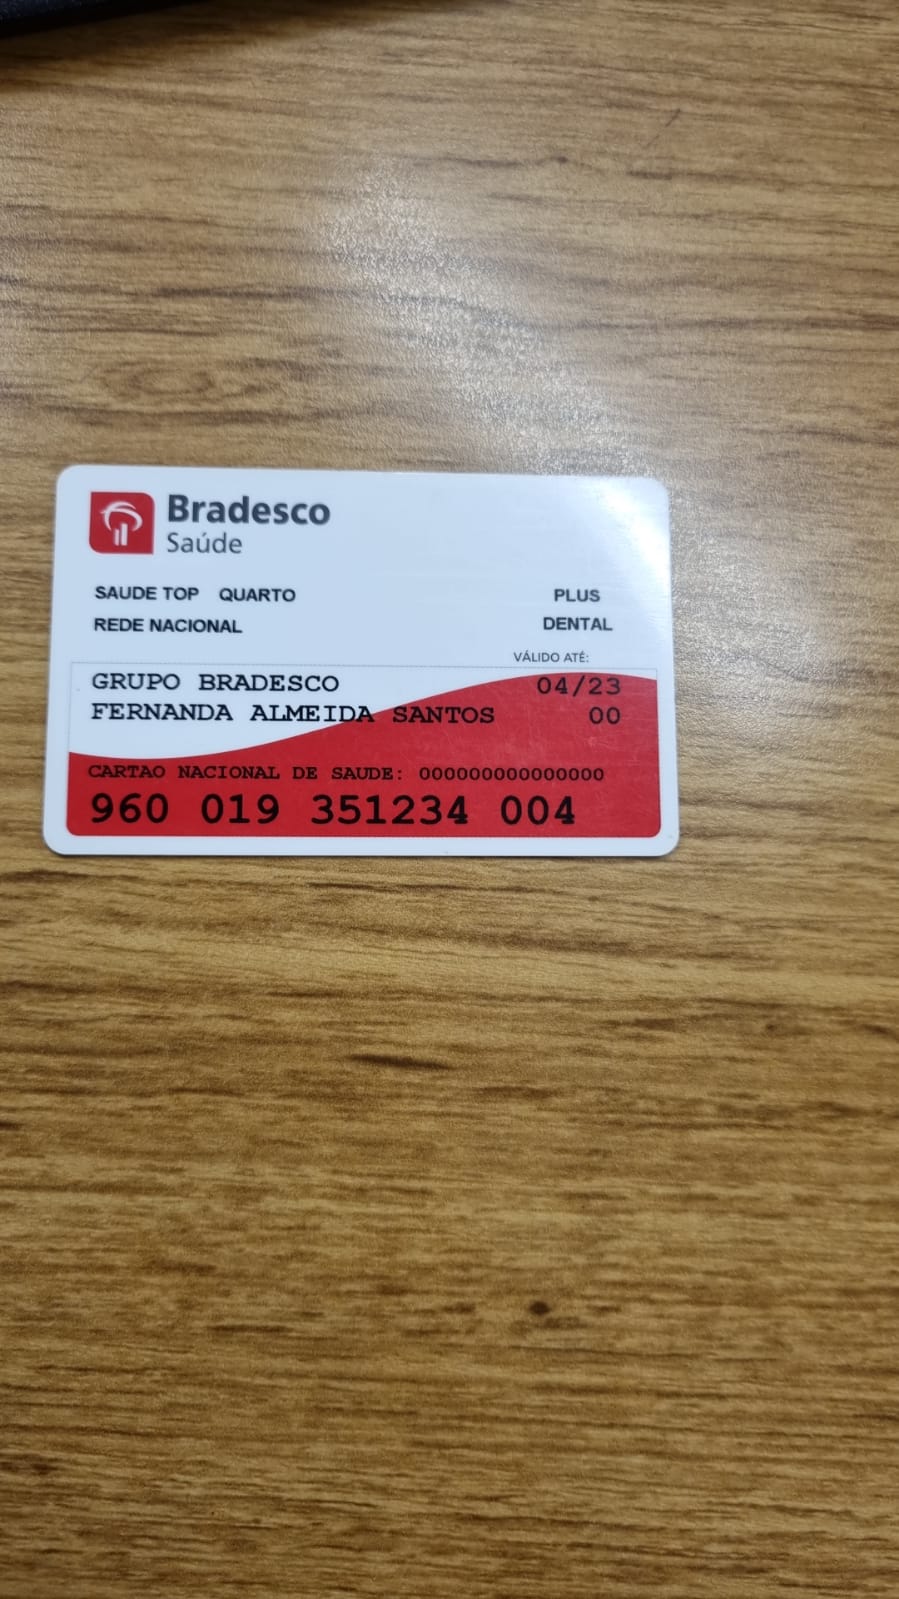 Bradesco
Saúde
SAUDE TOP QUARTO PLUS
REDE NACIONAL DENTAL
VÁLIDO ATÉ:
GRUPO BRADESCO 04/23
FERNANDA ALMEIDA SANTOS 00
CARTAO NACIONAL DE SAUDE: 000000000000000
960 019 351234 004